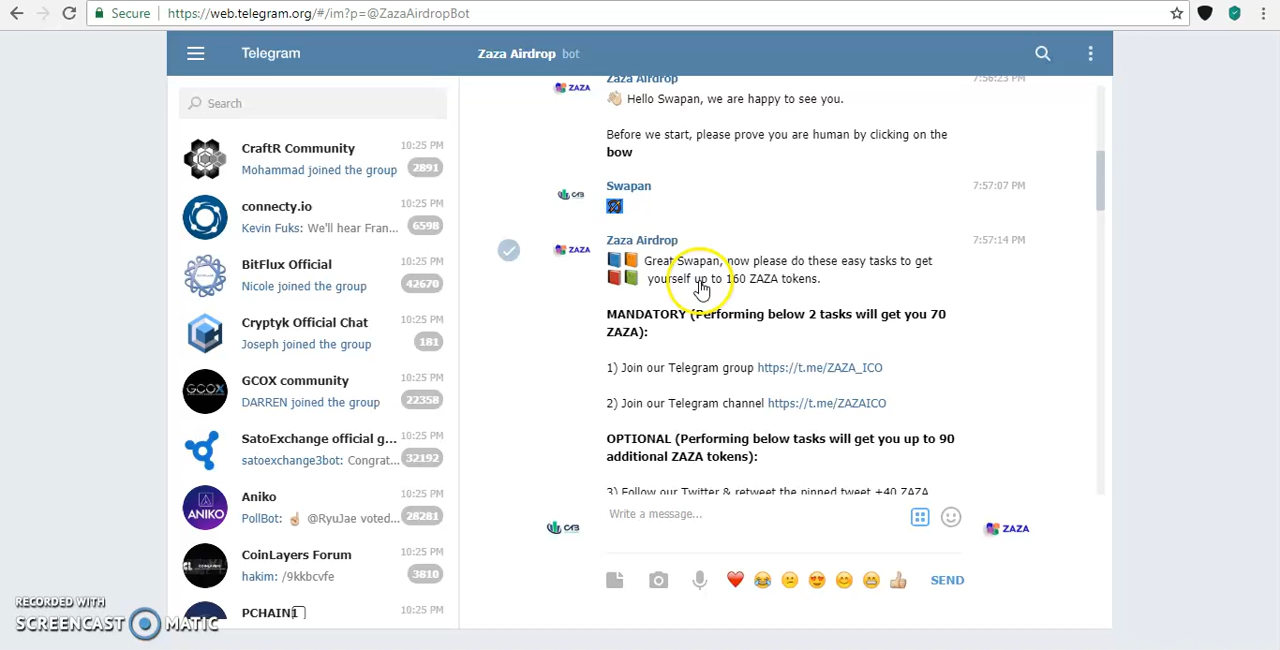 Secure https://web.telegram.org/#/im?p=@ZazaAirdropBot
Telegram
Zaza Airdrop bot
Search
CraftR Community 10:25 PM
Mohammad joined the group 2891
connecty.io 10:25 PM
Kevin Fuks: We'll hear Fran... 6598
BitFlux Official 10:25 PM
Nicole joined the group 42670
Cryptyk Official Chat 10:25 PM
Joseph joined the group 181
GCOX community 10:25 PM
GCOX
DARREN joined the group 22358
SatoExchange official g... 10:25 PM
satoexchange3bot: Congrat... 32192
Aniko 10:25 PM
ANIKO
PollBot: @RyuJae voted... 28281
CoinLayers Forum 10:25 PM
hakim: /9kkbcvfe 3810
PCHAIN1 10:25 PM
Zaza Airdrop 7:56:23 PM
ZAZA
Hello Swapan, we are happy to see you.
Before we start, please prove you are human by clicking on the
bow
Swapan 7:57:07 PM
CAB
Zaza Airdrop 7:57:14 PM
ZAZA
Great Swapan, now please do these easy tasks to get
yourself up to 160 ZAZA tokens.
MANDATORY (Performing below 2 tasks will get you 70
ZAZA):
1) Join our Telegram group https://t.me/ZAZA_ICO
2) Join our Telegram channel https://t.me/ZAZAICO
OPTIONAL (Performing below tasks will get you up to 90
additional ZAZA tokens):
3) Follow our Twitter & retweet the pinned tweet +40 ZAZA
Write a message...
CAB
ZAZA
SEND
RECORDED WITH
SCREENCAST MATIC